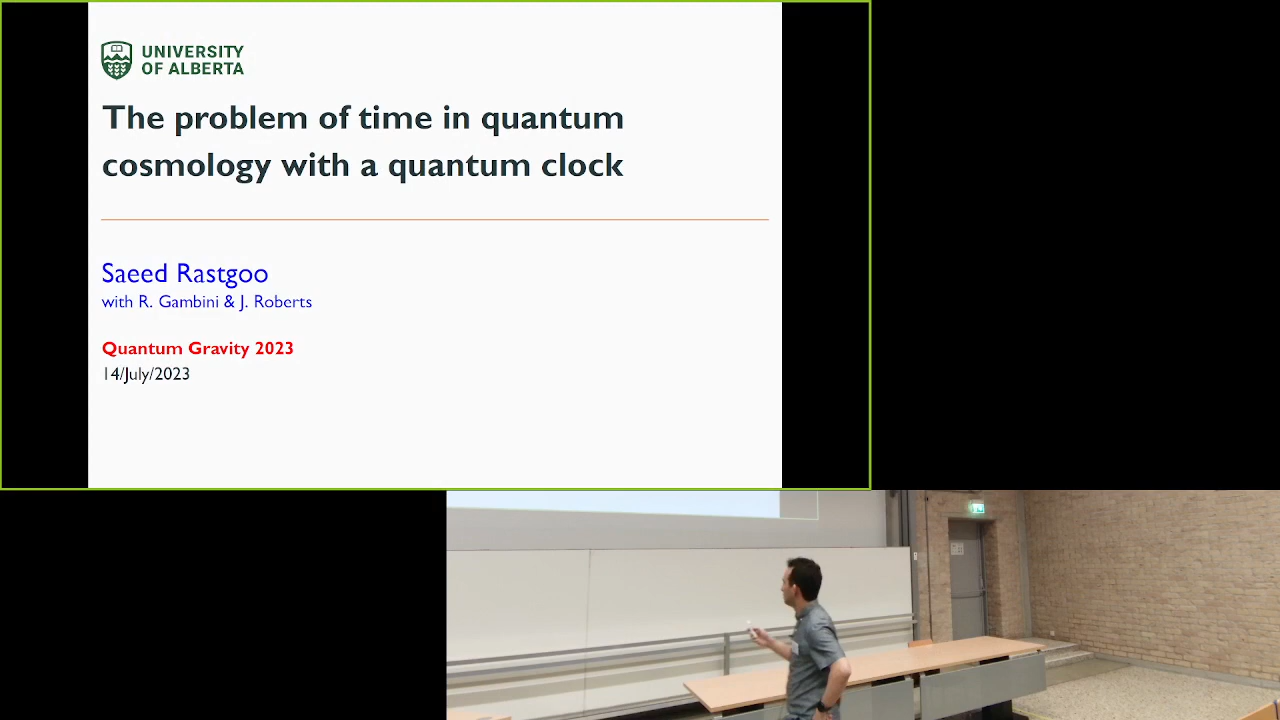 UNIVERSITY
OF ALBERTA
The problem of time in quantum
cosmology with a quantum clock
Saeed Rastgoo
with R. Gambini & J. Roberts
Quantum Gravity 2023
14/July/2023